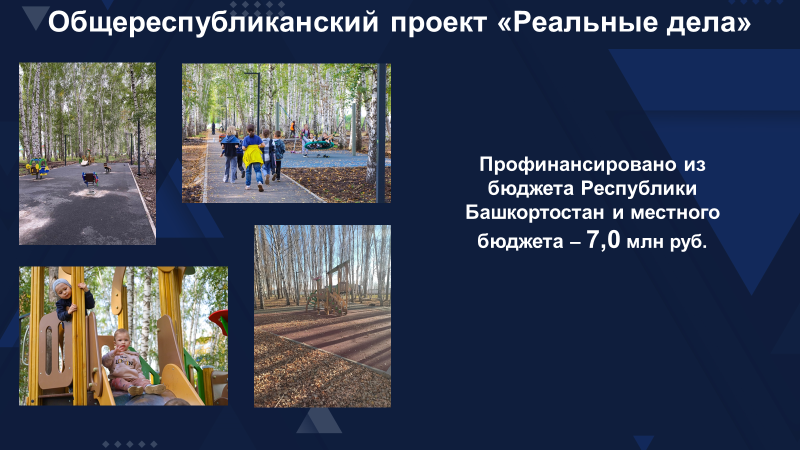 Общереспубликанский проект «Реальные дела»
Профинансировано из
бюджета Республики
Башкортостан и местного
бюджета – 7,0 млн руб.